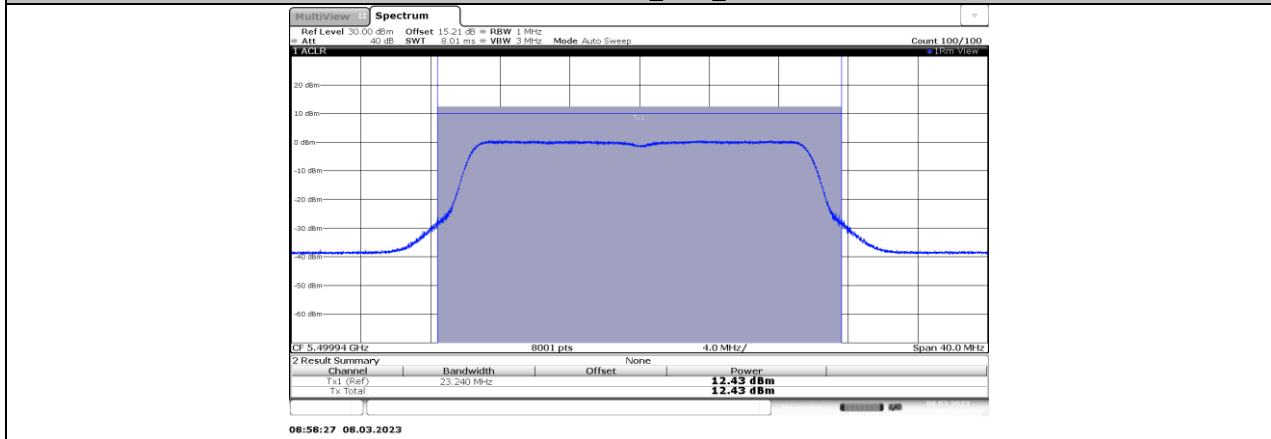 MultiView Spectrum
Ref Level 30.00 dBm Offset 15.21 dB RBW 1 MHz
Att 40 dB SWT 8.01 ms VBW 3 MHz Mode Auto Sweep Count 100/100
1 ACLR 1Rm View
20 dBm
10 dBm
Tx1
0 dBm
-10 dBm
-20 dBm
-30 dBm
-40 dBm
-50 dBm
-60 dBm
CF 5.49994 GHz 8001 pts 4.0 MHz/ Span 40.0 MHz
2 Result Summary None
Channel Bandwidth Offset Power
Tx1 (Ref) 23.240 MHz 12.43 dBm
Tx Total 12.43 dBm
08.03.2023
08:58:27 08.03.2023